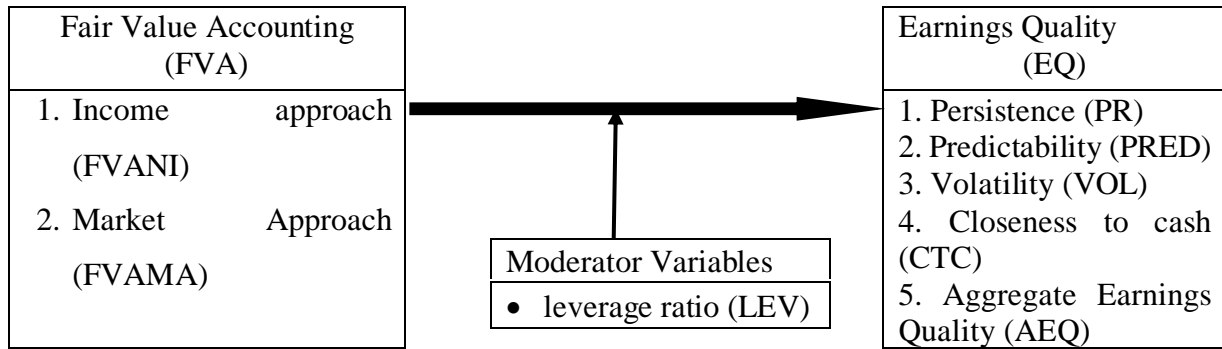 Fair Value Accounting
(FVA)
1. Income approach
(FVANI)
2. Market Approach
(FVAMA)
Moderator Variables
• leverage ratio (LEV)
Earnings Quality
(EQ)
1. Persistence (PR)
2. Predictability (PRED)
3. Volatility (VOL)
4. Closeness to cash
(CTC)
5. Aggregate Earnings
Quality (AEQ)